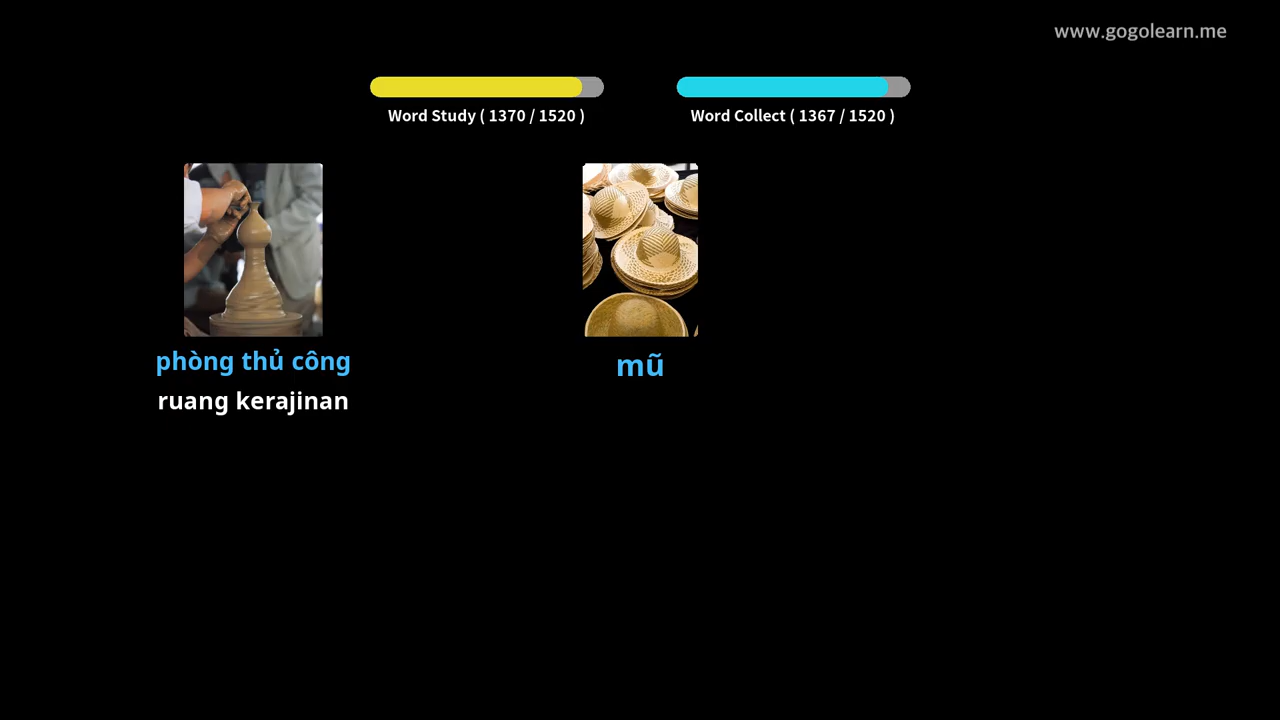 www.gogolearn.me
Word Study ( 1370 / 1520 )
Word Collect ( 1367 / 1520 )
phòng thủ công
ruang kerajinan
mũ